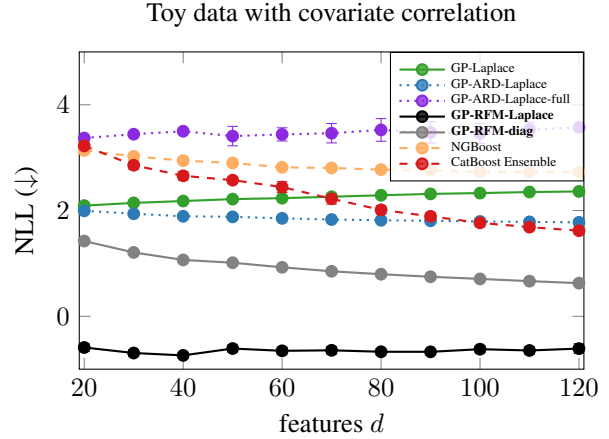 Toy data with covariate correlation
GP-Laplace
GP-ARD-Laplace
GP-ARD-Laplace-full
GP-RFM-Laplace
GP-RFM-diag
NGBoost
CatBoost Ensemble
NLL (↓)
4
2
0
20 40 60 80 100 120
features d